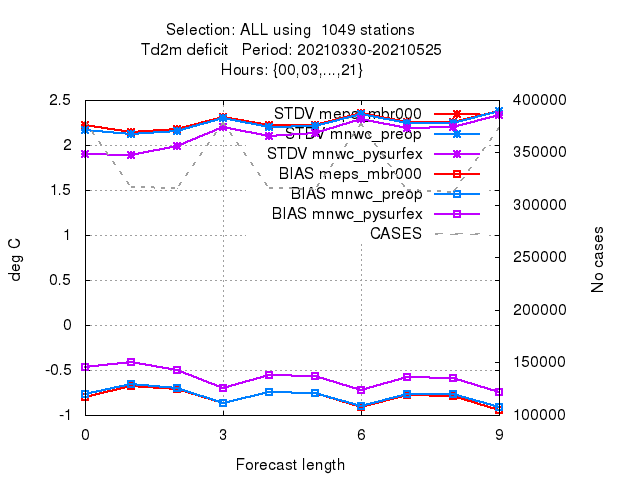 Selection: ALL using  1049 stations
Td2m deficit   Period: 20210330-20210525
Hours: {00,03,...,21}
2.5
2
1.5
1
0.5
0
-0.5
-1
deg C
STDV meps_mbr000
STDV mnwc_preop
STDV mnwc_pysurfex
BIAS meps_mbr000
BIAS mnwc_preop
BIAS mnwc_pysurfex
CASES
400000
350000
300000
250000
200000
150000
100000
No cases
0
3
6
9
Forecast length